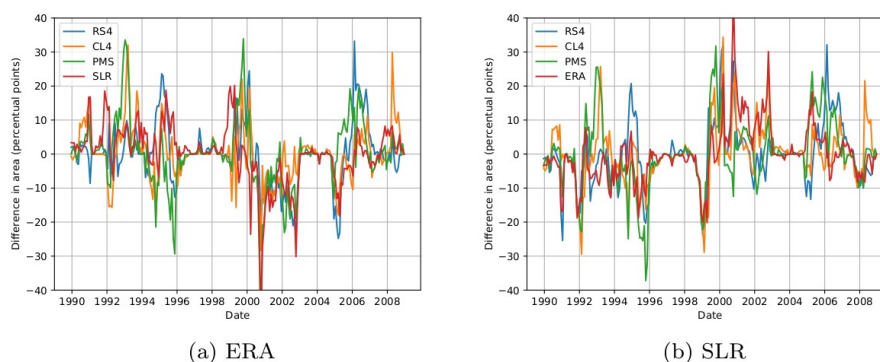 40
30
20
10
0
−10
−20
−30
−40
Difference in area (percentual points)
RS4
CL4
PMS
SLR
1990 1992 1994 1996 1998 2000 2002 2004 2006 2008
Date
(a) ERA
40
30
20
10
0
−10
−20
−30
−40
Difference in area (percentual points)
RS4
CL4
PMS
ERA
1990 1992 1994 1996 1998 2000 2002 2004 2006 2008
Date
(b) SLR